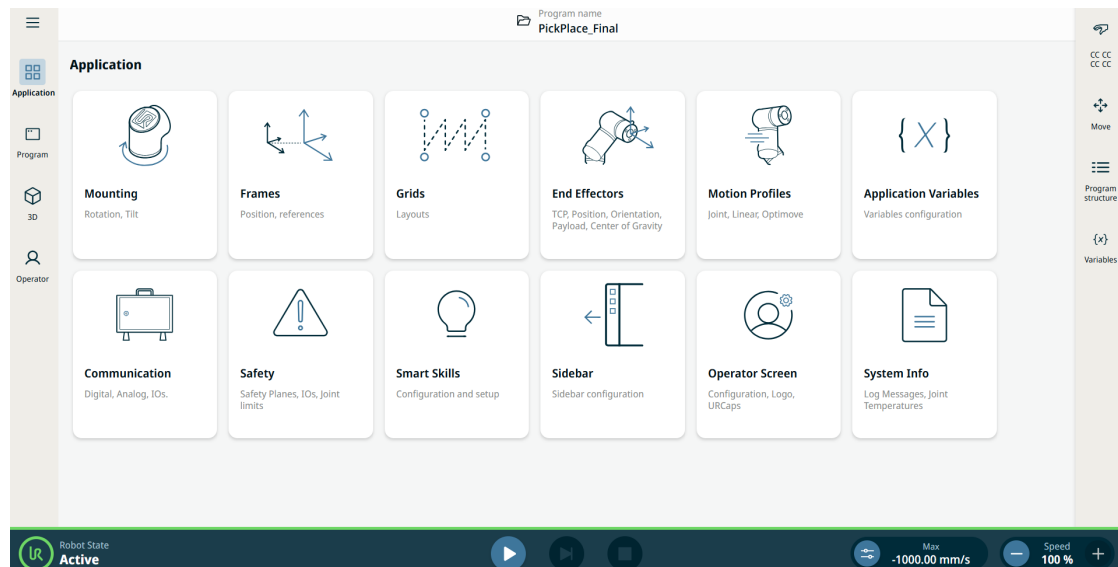 Program name
PickPlace_Final
CC CC
CC CC
Application
Application
Move
Program
Program
structure
3D
{x}
Variables
Operator
Mounting
Rotation, Tilt
Frames
Position, references
Grids
Layouts
End Effectors
TCP, Position, Orientation,
Payload, Center of Gravity
Motion Profiles
Joint, Linear, Optimove
{X}
Application Variables
Variables configuration
Communication
Digital, Analog, IOs.
Safety
Safety Planes, IOs, Joint
limits
Smart Skills
Configuration and setup
Sidebar
Sidebar configuration
Operator Screen
Configuration, Logo,
URCaps
System Info
Log Messages, Joint
Temperatures
UR
Robot State
Active
Max
-1000.00 mm/s
Speed
100 %